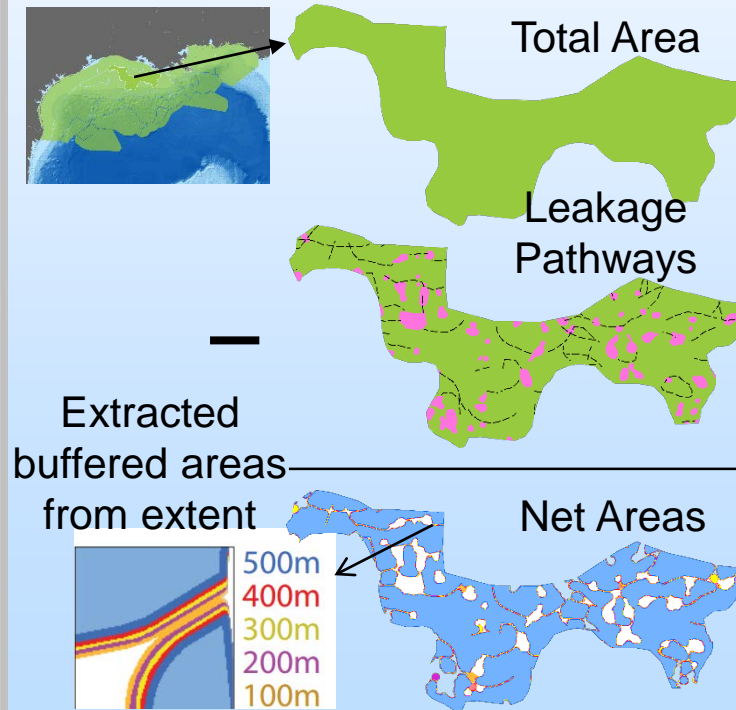 Total Area
Leakage
Pathways
Extracted
buffered areas
from extent
Net Areas
500m
400m
300m
200m
100m